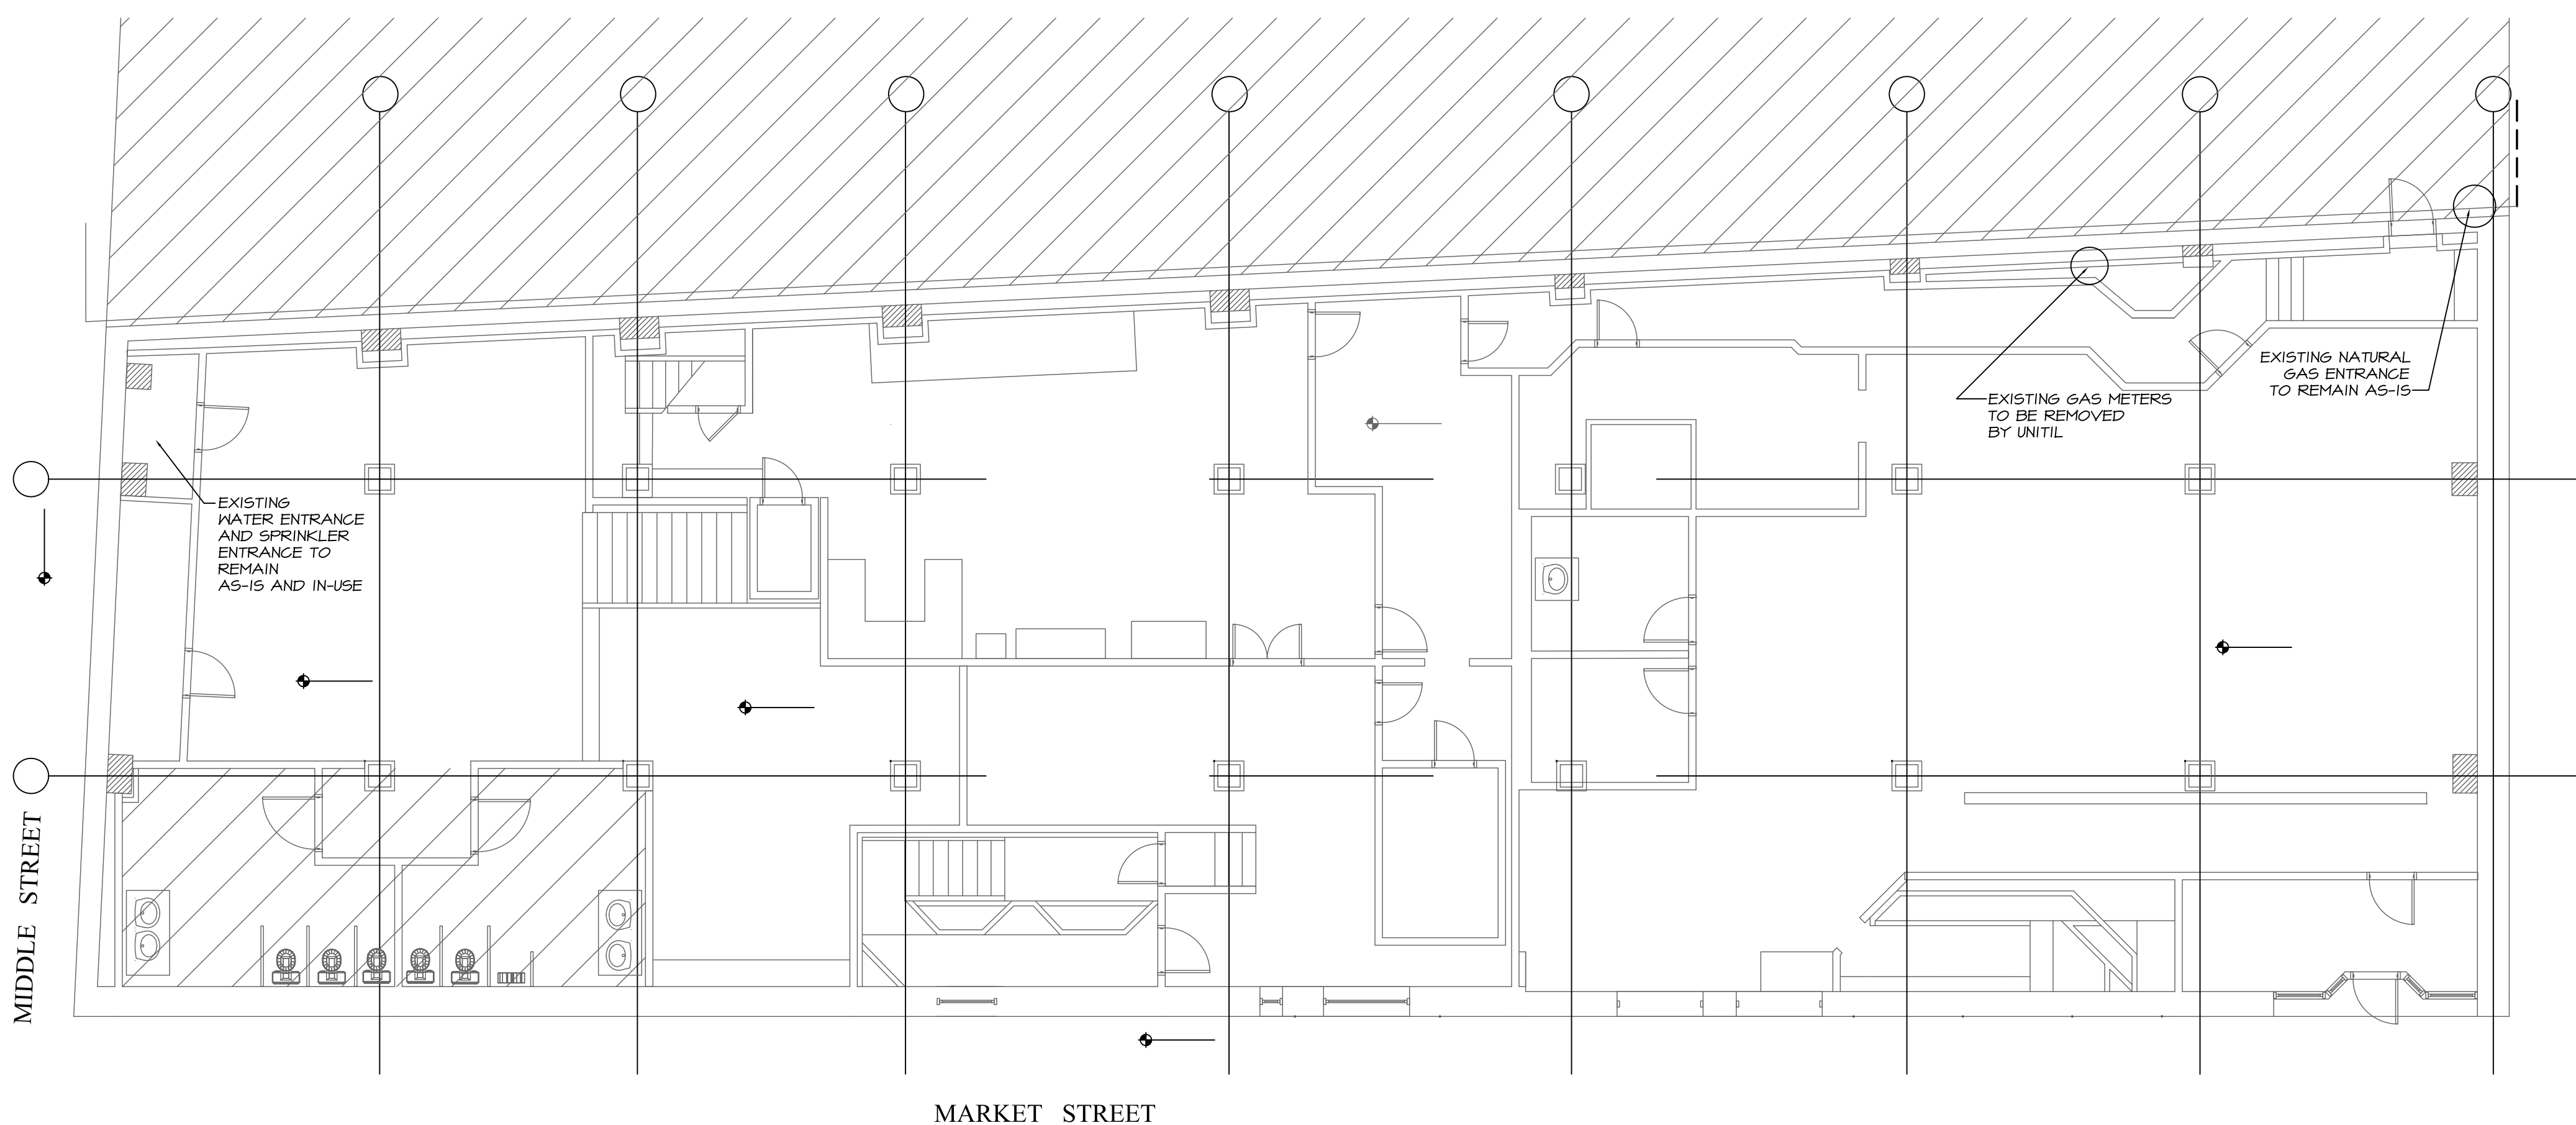 EXISTING NATURAL
GAS ENTRANCE
TO REMAIN AS-IS
EXISTING GAS METERS
TO BE REMOVED
BY UNITIL
EXISTING
WATER ENTRANCE
AND SPRINKLER
ENTRANCE TO
REMAIN
AS-IS AND IN-USE
MIDDLE STREET
MARKET STREET